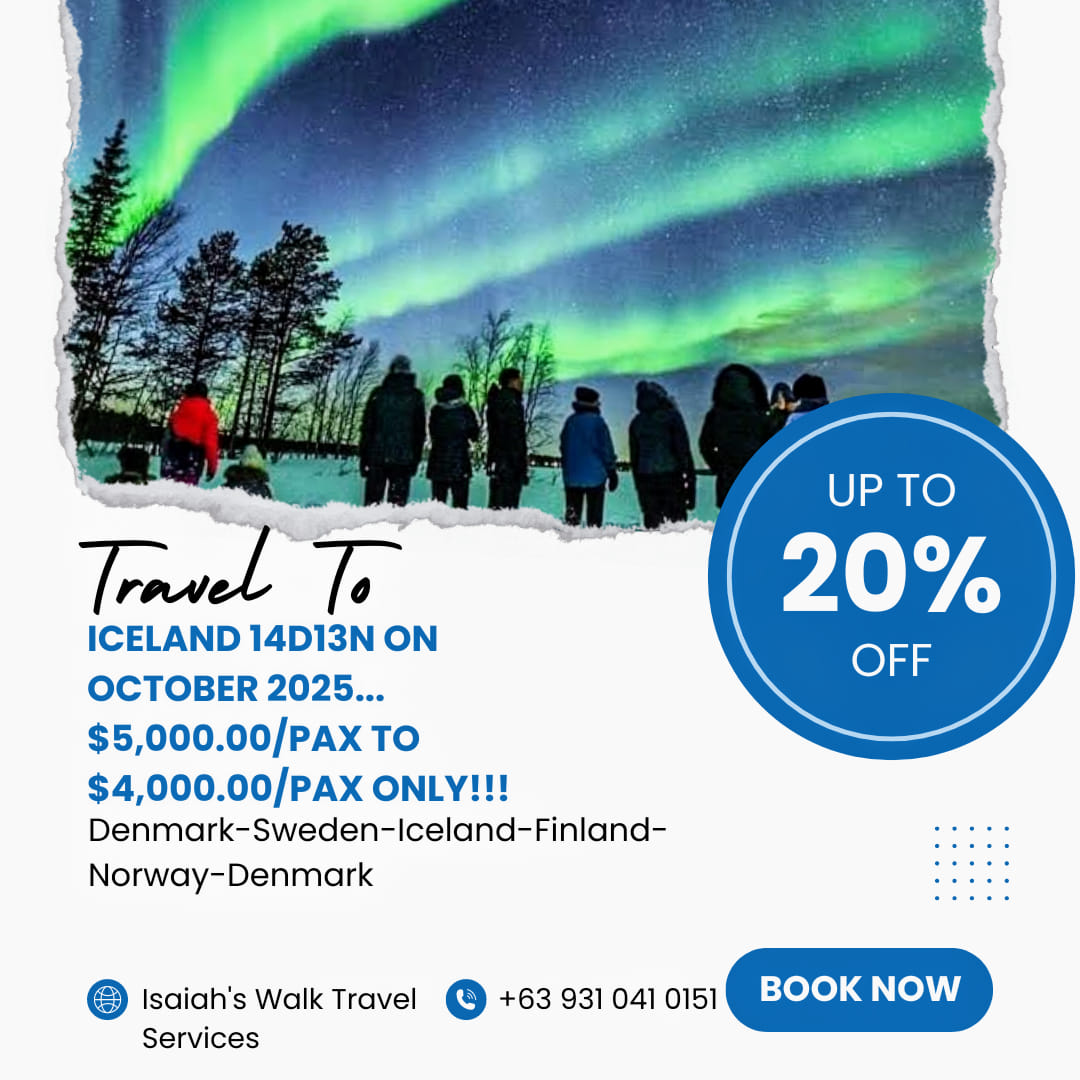 UP TO
20%
OFF
Travel To
ICELAND 14D13N ON
OCTOBER 2025...
$5,000.00/PAX TO
$4,000.00/PAX ONLY!!!
Denmark-Sweden-Iceland-Finland-
Norway-Denmark
Isaiah's Walk Travel
Services
+63 931 041 0151
BOOK NOW